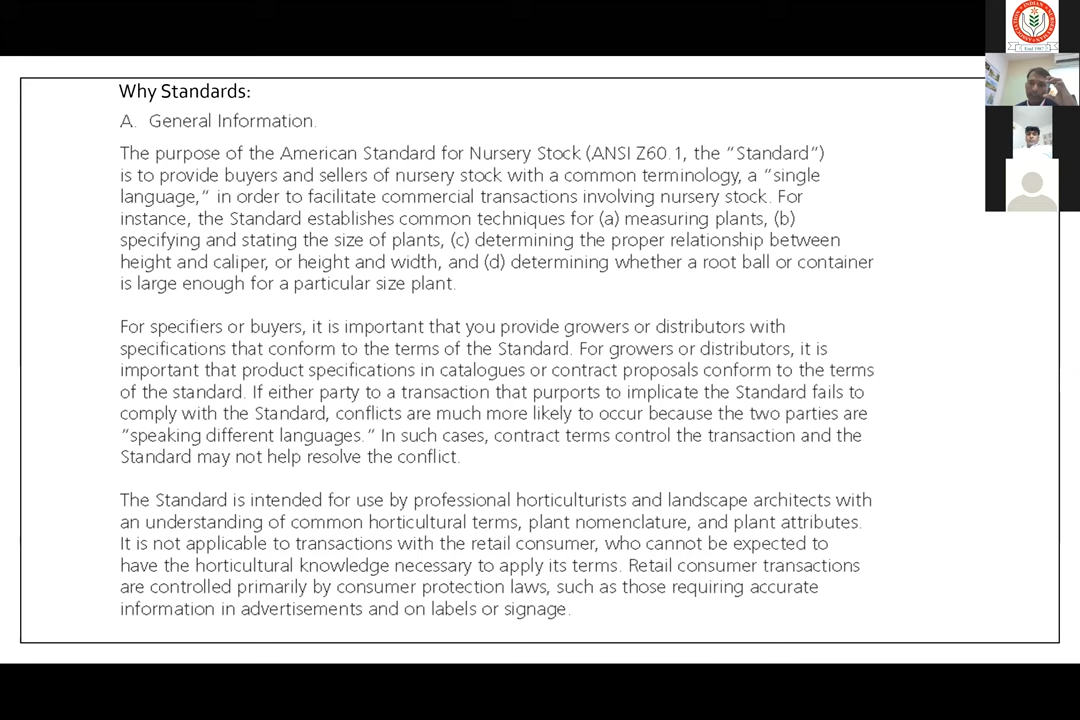 Why Standards:
A. General Information.
The purpose of the American Standard for Nursery Stock (ANSI Z60.1, the “Standard”)
is to provide buyers and sellers of nursery stock with a common terminology, a “single
language,” in order to facilitate commercial transactions involving nursery stock. For
instance, the Standard establishes common techniques for (a) measuring plants, (b)
specifying and stating the size of plants, (c) determining the proper relationship between
height and caliper, or height and width, and (d) determining whether a root ball or container
is large enough for a particular size plant.
For specifiers or buyers, it is important that you provide growers or distributors with
specifications that conform to the terms of the Standard. For growers or distributors, it is
important that product specifications in catalogues or contract proposals conform to the terms
of the standard. If either party to a transaction that purports to implicate the Standard fails to
comply with the Standard, conflicts are much more likely to occur because the two parties are
“speaking different languages.” In such cases, contract terms control the transaction and the
Standard may not help resolve the conflict.
The Standard is intended for use by professional horticulturists and landscape architects with
an understanding of common horticultural terms, plant nomenclature, and plant attributes.
It is not applicable to transactions with the retail consumer, who cannot be expected to
have the horticultural knowledge necessary to apply its terms. Retail consumer transactions
are controlled primarily by consumer protection laws, such as those requiring accurate
information in advertisements and on labels or signage.